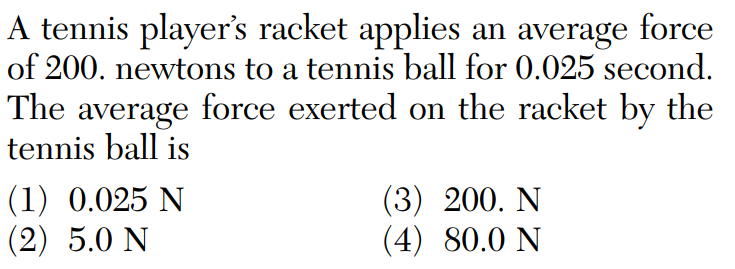 A tennis player’s racket applies an average force
of 200. newtons to a tennis ball for 0.025 second.
The average force exerted on the racket by the
tennis ball is
(1) 0.025 N (3) 200. N
(2) 5.0 N (4) 80.0 N